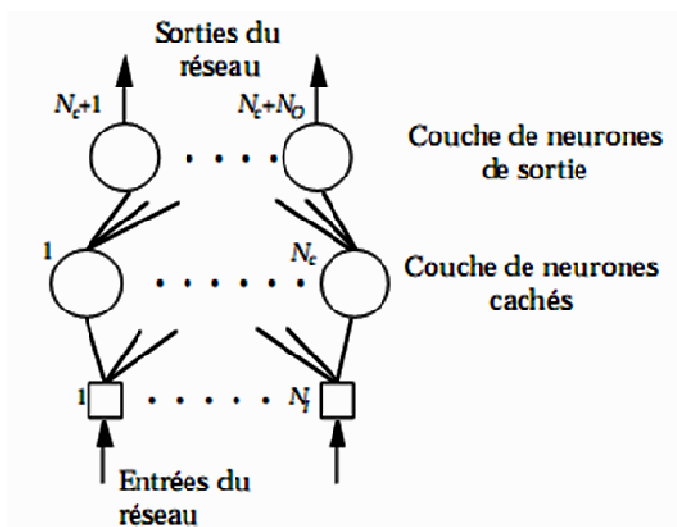 Sorties du
réseau
Nc+1
Nc+NO
Couche de neurones
de sortie
1
Nc
Couche de neurones
cachés
1
NI
Entrées du
réseau